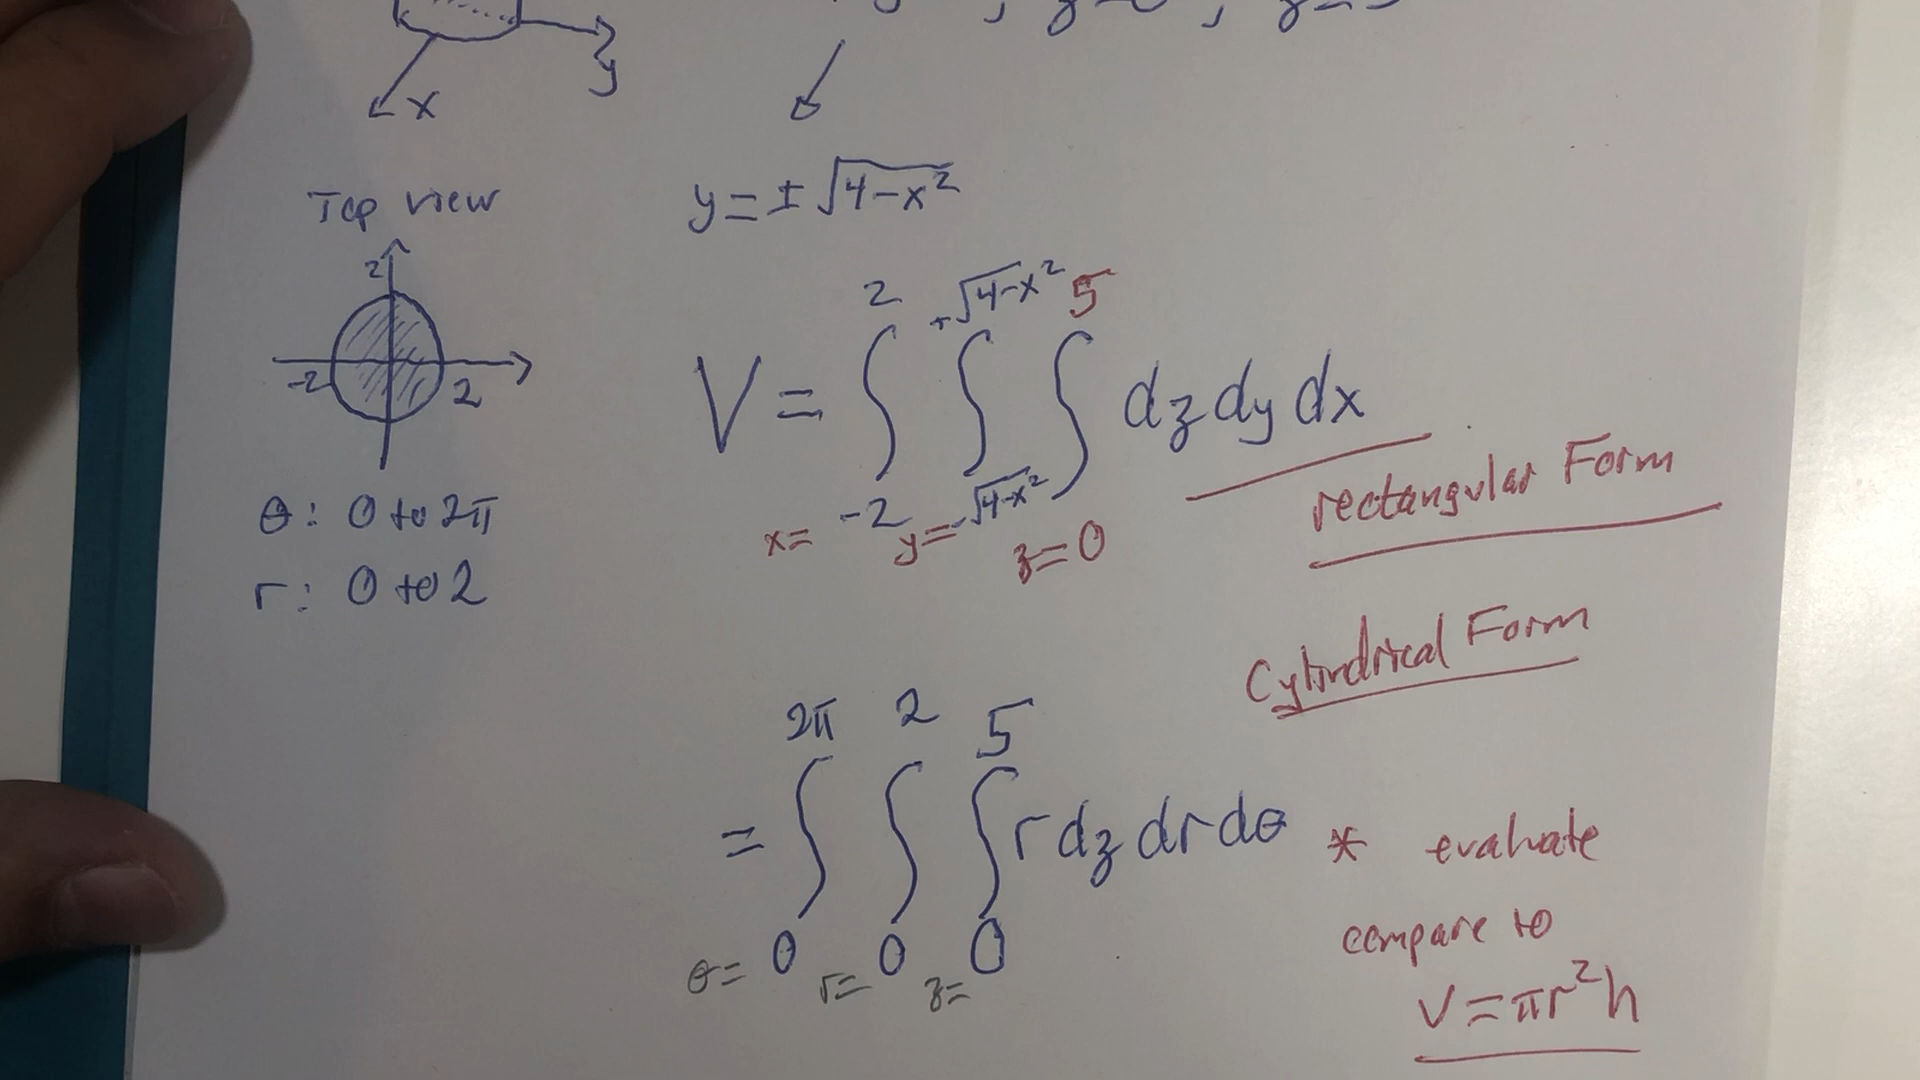 y
x
Top view
2
-2 2
θ: 0 to 2π
r: 0 to 2
y = ± √(4-x²)
V = ∫_{x=-2}^{2} ∫_{y=-√(4-x²)}^{+√(4-x²)} ∫_{z=0}^{5} dz dy dx
rectangular Form
Cylindrical Form
= ∫_{θ=0}^{2π} ∫_{r=0}^{2} ∫_{z=0}^{5} r dz dr dθ * evaluate
compare to
V = πr²h